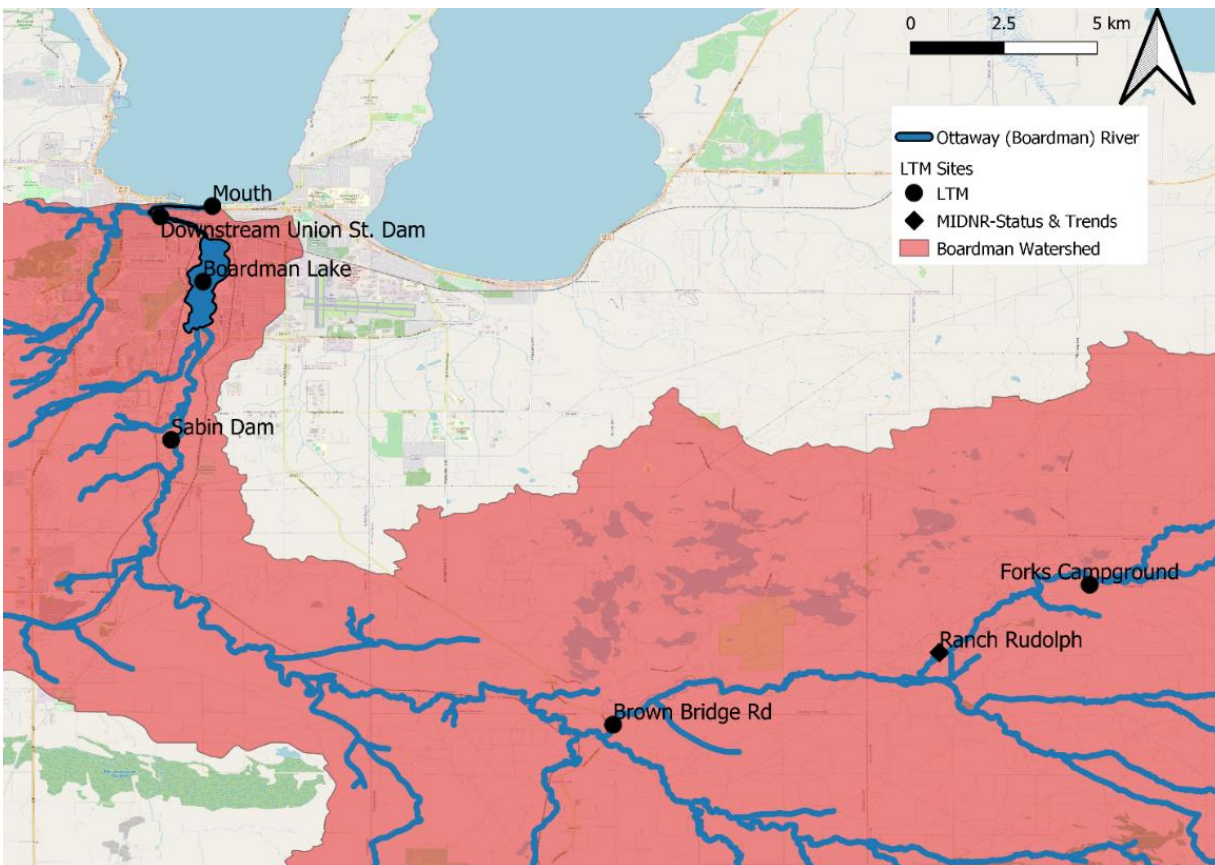 0 2.5 5 km
Ottaway (Boardman) River
LTM Sites
LTM
MIDNR-Status & Trends
Boardman Watershed
Mouth
Downstream Union St. Dam
Boardman Lake
Sabin Dam
Forks Campground
Ranch Rudolph
Brown Bridge Rd